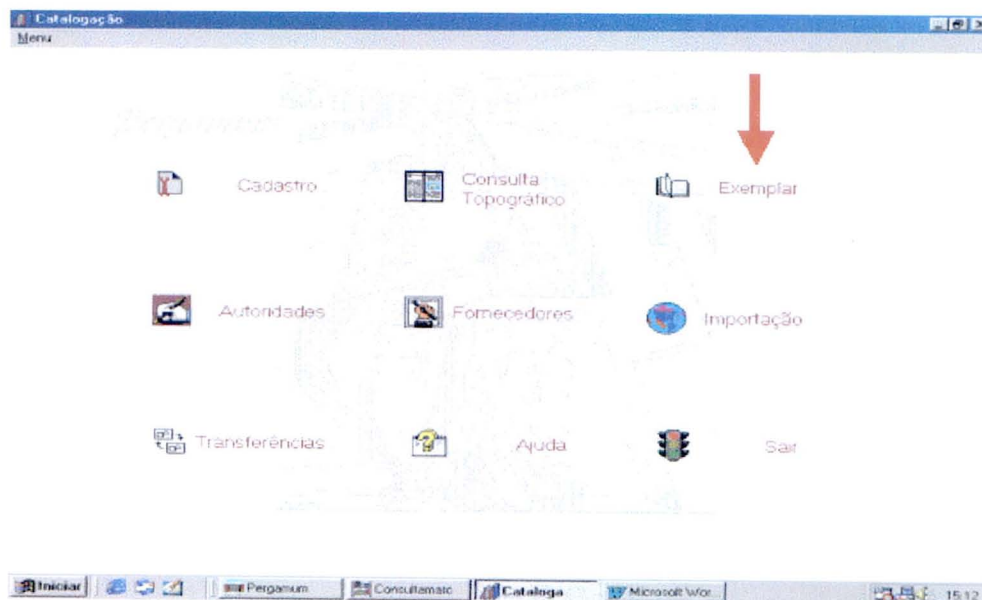 Catalogação
Menu
Cadastro
Consulta
Topográfico
Exemplar
Autoridades
Fornecedores
Importação
Transferências
Ajuda
Sair
Iniciar
Pergamum
Consultamato
Cataloga
Microsoft Wor...
15:12